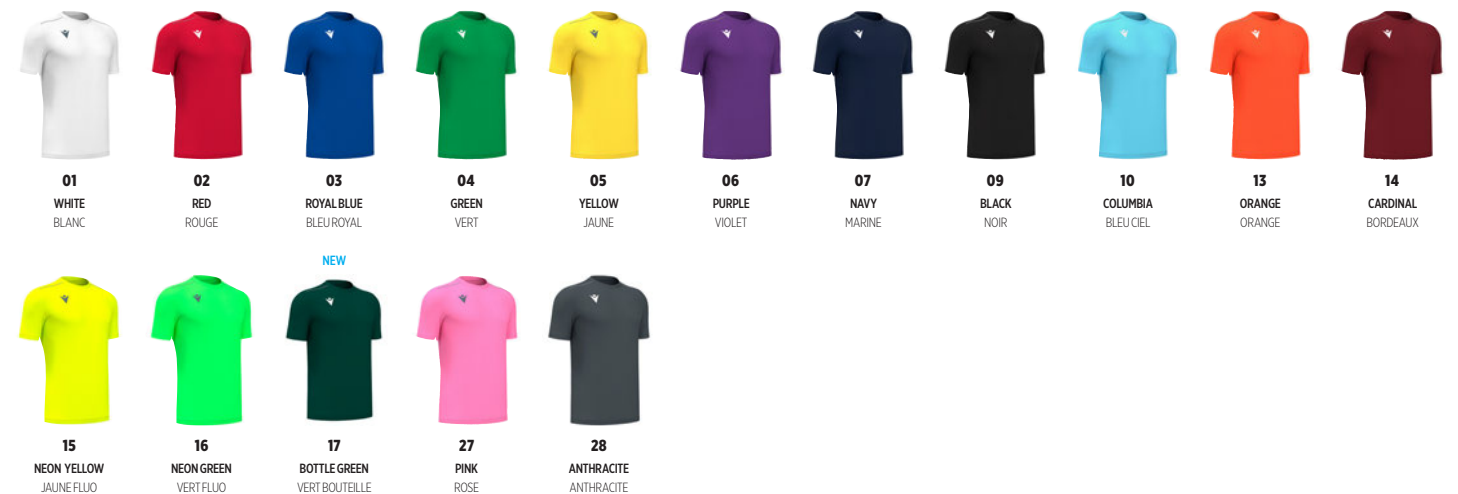 01 02 03 04 05 06 07 09 10 13 14
WHITE RED ROYAL BLUE GREEN YELLOW PURPLE NAVY BLACK COLUMBIA ORANGE CARDINAL
BLANC ROUGE BLEU ROYAL VERT JAUNE VIOLET MARINE NOIR BLEU CIEL ORANGE BORDEAUX
NEW
15 16 17 27 28
NEON YELLOW NEON GREEN BOTTLE GREEN PINK ANTHRACITE
JAUNE FLUO VERT FLUO VERT BOUTEILLE ROSE ANTHRACITE